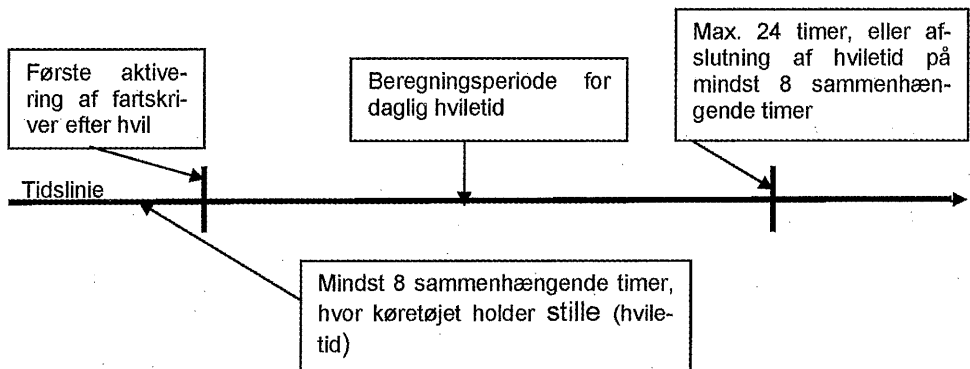 Første aktive-
ring af fartskri-
ver efter hvil
Beregningsperiode for
daglig hviletid
Max. 24 timer, eller af-
slutning af hviletid på
mindst 8 sammenhæn-
gende timer
Tidslinie
Mindst 8 sammenhængende timer,
hvor køretøjet holder stille (hvile-
tid)